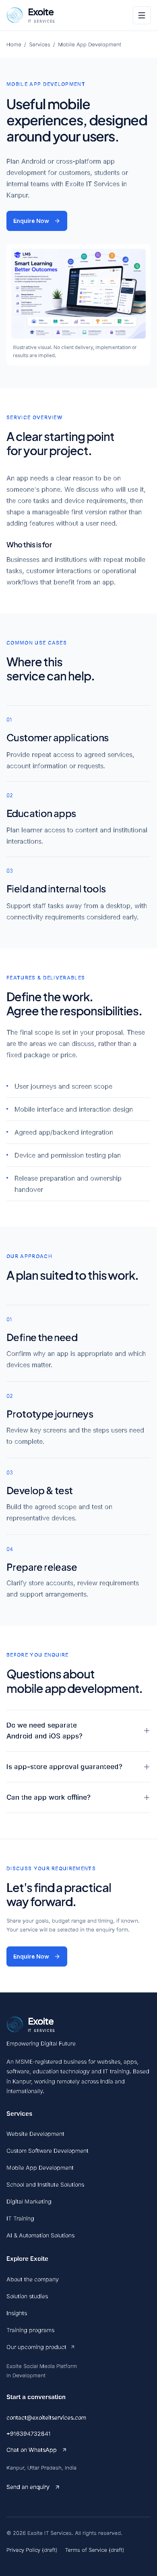 Exoite
IT SERVICES
Home / Services / Mobile App Development
MOBILE APP DEVELOPMENT
Useful mobile
experiences, designed
around your users.
Plan Android or cross-platform app
development for customers, students or
internal teams with Exoite IT Services in
Kanpur.
Enquire Now →
LMS
Smart Learning
Better Outcomes
Illustrative visual. No client delivery, implementation or
results are implied.
SERVICE OVERVIEW
A clear starting point
for your project.
An app needs a clear reason to be on
someone's phone. We discuss who will use it,
the core tasks and device requirements, then
shape a manageable first version rather than
adding features without a user need.
Who this is for
Businesses and institutions with repeat mobile
tasks, customer interactions or operational
workflows that benefit from an app.
COMMON USE CASES
Where this
service can help.
01
Customer applications
Provide repeat access to agreed services,
account information or requests.
02
Education apps
Plan learner access to content and institutional
interactions.
03
Field and internal tools
Support staff tasks away from a desktop, with
connectivity requirements considered early.
FEATURES & DELIVERABLES
Define the work.
Agree the responsibilities.
The final scope is set in your proposal. These
are the areas we can discuss, rather than a
fixed package or price.
• User journeys and screen scope
• Mobile interface and interaction design
• Agreed app/backend integration
• Device and permission testing plan
• Release preparation and ownership
handover
OUR APPROACH
A plan suited to this work.
01
Define the need
Confirm why an app is appropriate and which
devices matter.
02
Prototype journeys
Review key screens and the steps users need
to complete.
03
Develop & test
Build the agreed scope and test on
representative devices.
04
Prepare release
Clarify store accounts, review requirements
and support arrangements.
BEFORE YOU ENQUIRE
Questions about
mobile app development.
Do we need separate
Android and iOS apps? +
Is app-store approval guaranteed? +
Can the app work offline? +
DISCUSS YOUR REQUIREMENTS
Let's find a practical
way forward.
Share your goals, budget range and timing, if known.
Your service will be selected in the enquiry form.
Enquire Now →
Exoite
IT SERVICES
Empowering Digital Future
An MSME-registered business for websites, apps,
software, education technology and IT training. Based
in Kanpur, working remotely across India and
internationally.
Services
Website Development
Custom Software Development
Mobile App Development
School and Institute Solutions
Digital Marketing
IT Training
AI & Automation Solutions
Explore Exoite
About the company
Solution studies
Insights
Training programs
Our upcoming product ↗
Exoite Social Media Platform
In Development
Start a conversation
contact@exoiteitservices.com
+916394732841
Chat on WhatsApp ↗
Kanpur, Uttar Pradesh, India
Send an enquiry ↗
© 2026 Exoite IT Services. All rights reserved.
Privacy Policy (draft) Terms of Service (draft)